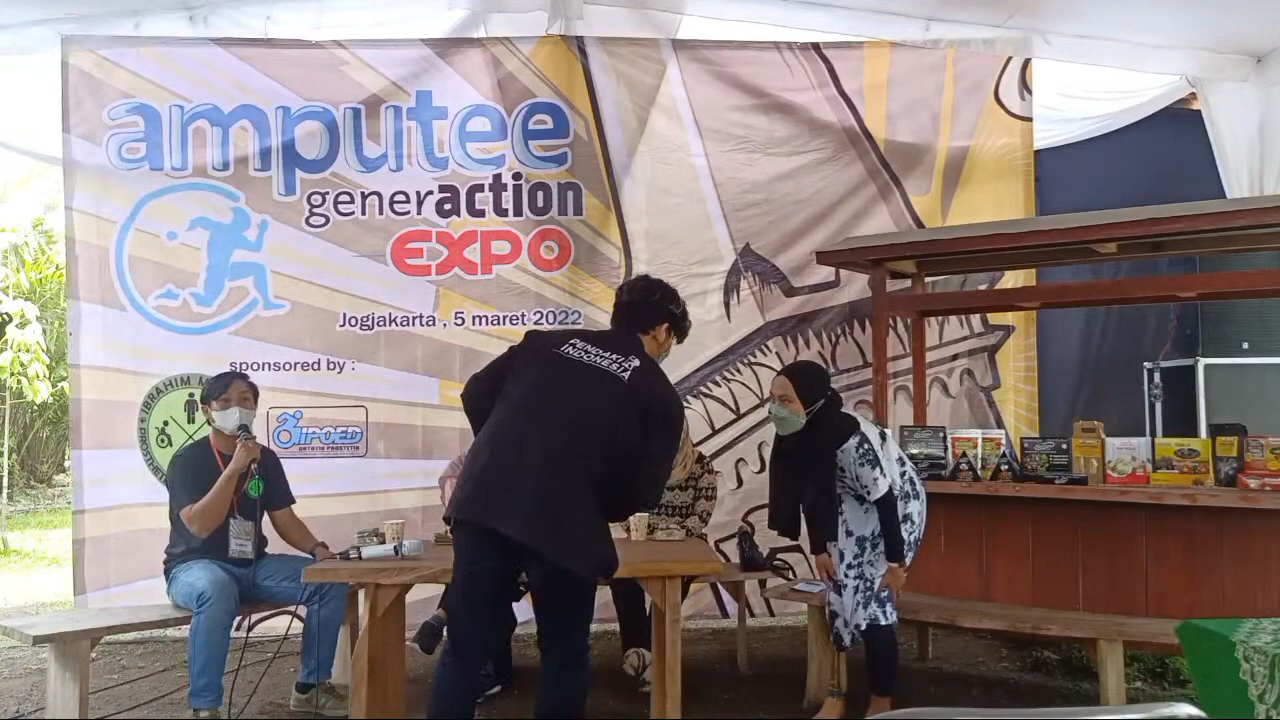 amputee
generaction
EXPO
Jogjakarta , 5 maret 2022
sponsored by :
IBRAHIM M
IPOED
ORTOTIK PROSTETIK
PENDAKI
INDONESIA